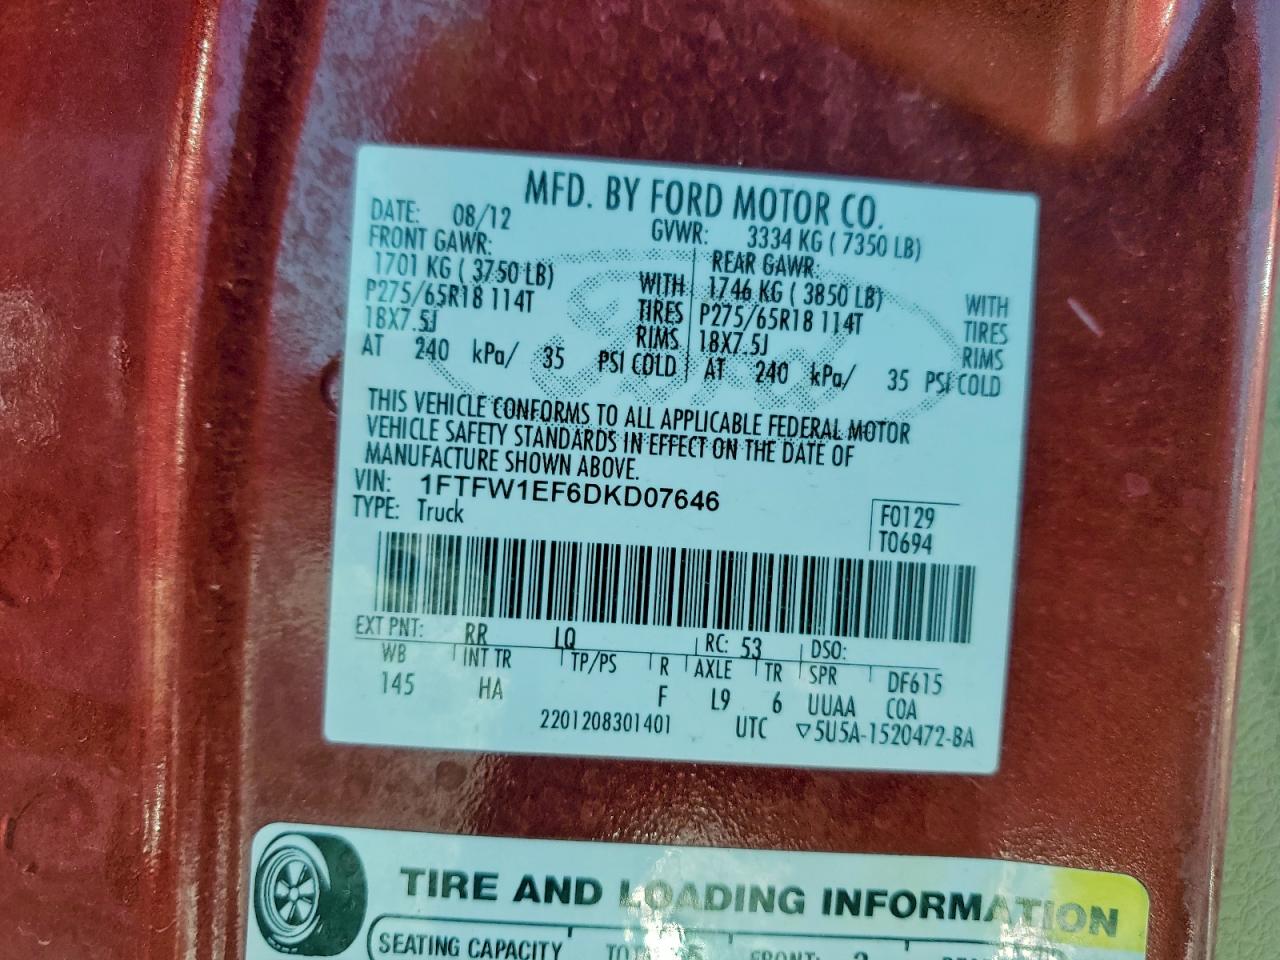 MFD. BY FORD MOTOR CO.
DATE: 08/12 GVWR: 3334 KG ( 7350 LB)
FRONT GAWR: REAR GAWR:
1701 KG ( 3750 LB) WITH 1746 KG ( 3850 LB) WITH
P275/65R18 114T TIRES P275/65R18 114T TIRES
18X7.5J RIMS 18X7.5J RIMS
AT 240 kPa/ 35 PSI COLD AT 240 kPa/ 35 PSI COLD
THIS VEHICLE CONFORMS TO ALL APPLICABLE FEDERAL MOTOR
VEHICLE SAFETY STANDARDS IN EFFECT ON THE DATE OF
MANUFACTURE SHOWN ABOVE.
VIN: 1FTFW1EF6DKD07646
TYPE: Truck
F0129
T0694
EXT PNT: RR LQ RC: 53 DSO:
WB INT TR TP/PS R AXLE TR SPR DF615
145 HA F L9 6 UUAA COA
2201208301401 UTC ▽5U5A-1520472-BA
TIRE AND LOADING INFORMATION
SEATING CAPACITY